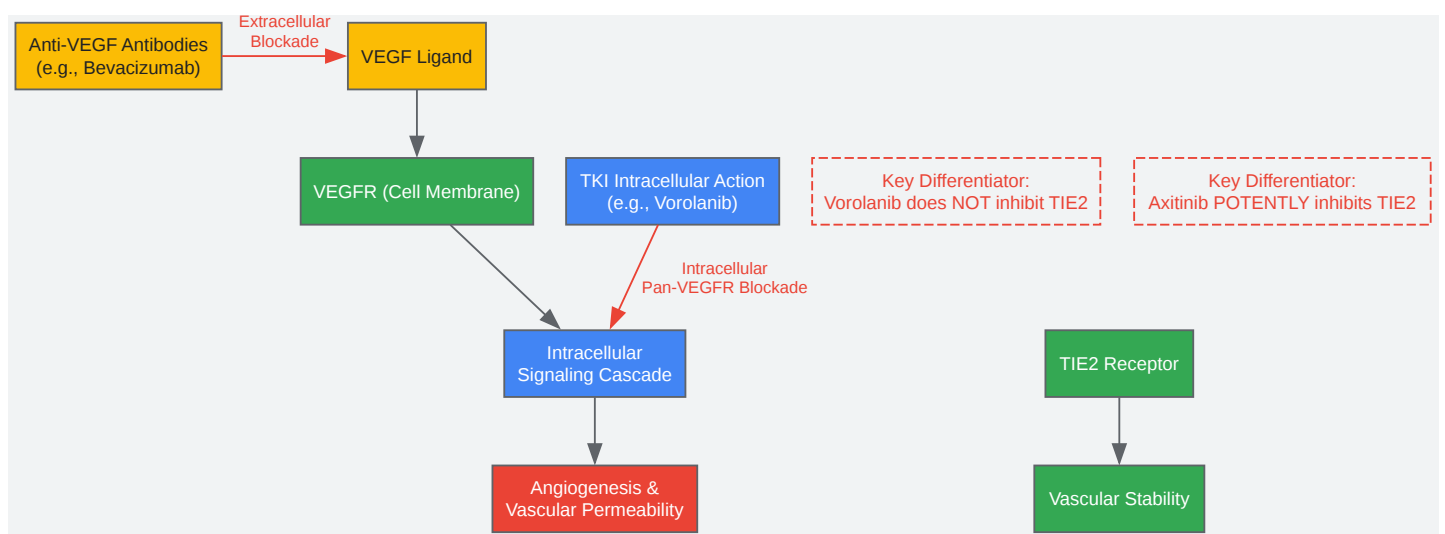 Anti-VEGF Antibodies
(e.g., Bevacizumab)
Extracellular
Blockade
VEGF Ligand
VEGFR (Cell Membrane)
TKI Intracellular Action
(e.g., Vorolanib)
Key Differentiator:
Vorolanib does NOT inhibit TIE2
Key Differentiator:
Axitinib POTENTLY inhibits TIE2
Intracellular
Pan-VEGFR Blockade
Intracellular
Signaling Cascade
TIE2 Receptor
Angiogenesis &
Vascular Permeability
Vascular Stability